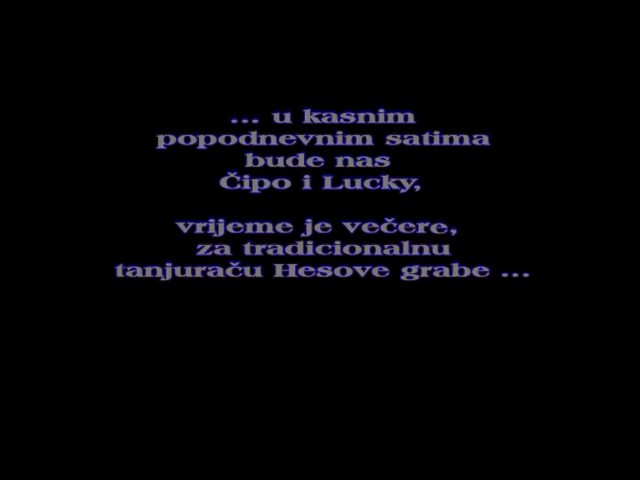 ... u kasnim
popodnevnim satima
bude nas
Čipo i Lucky,
vrijeme je večere,
za tradicionalnu
tanjuraču Hesove grabe ...